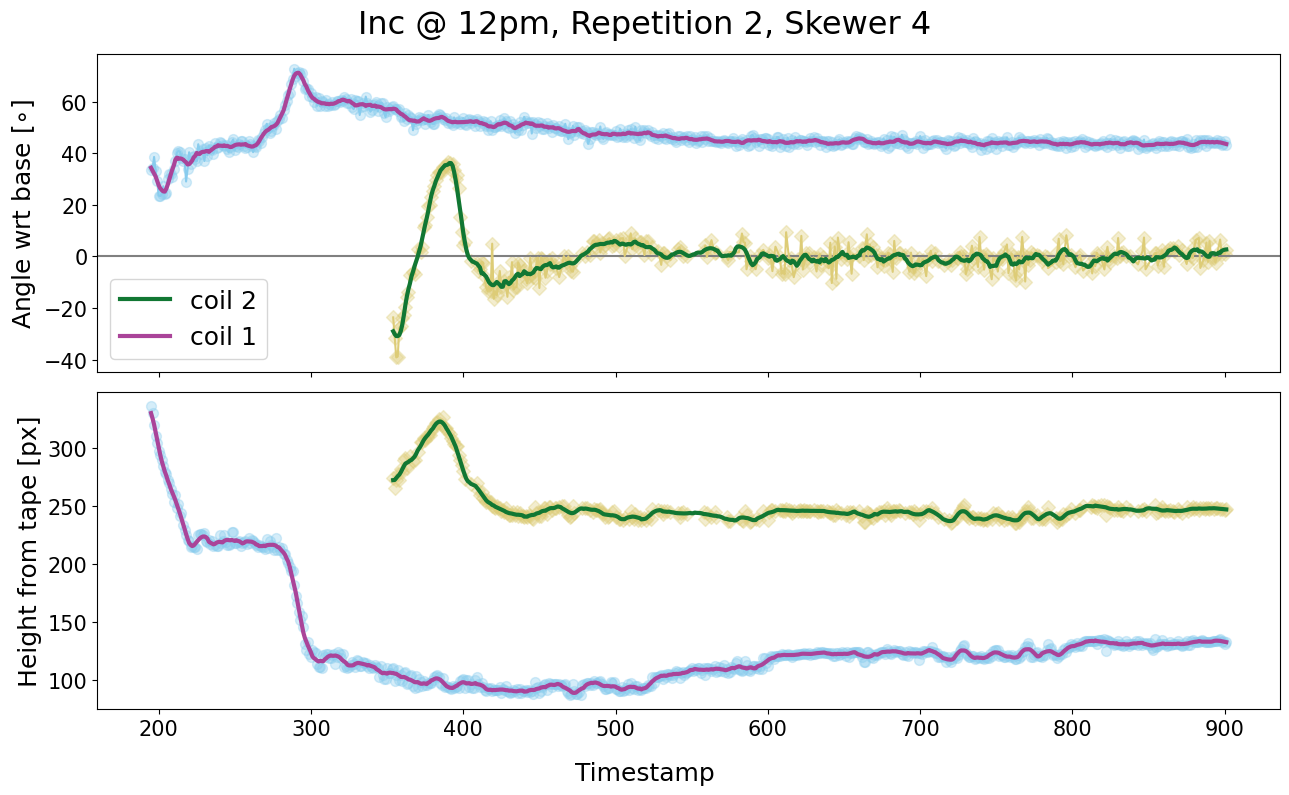 Inc @ 12pm, Repetition 2, Skewer 4
Angle wrt base [∘]
60
40
20
0
−20
−40
coil 2
coil 1
Height from tape [px]
300
250
200
150
100
200 300 400 500 600 700 800 900
Timestamp